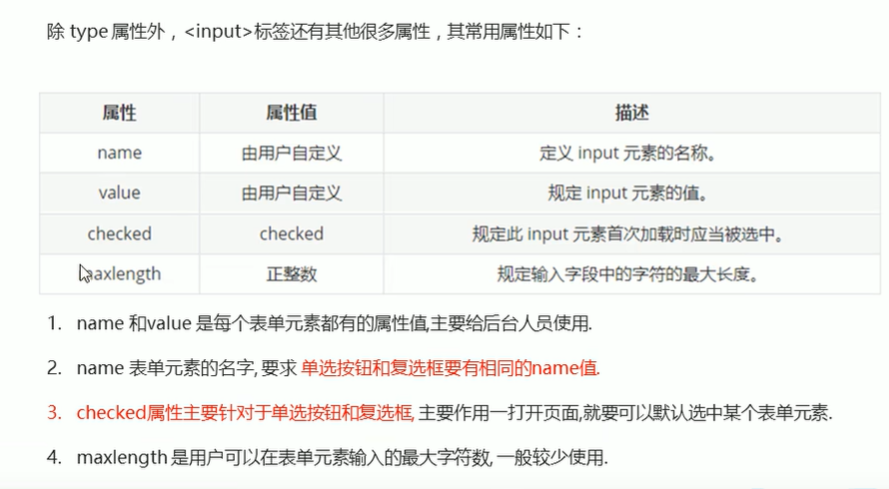 除 type 属性外，<input>标签还有其他很多属性，其常用属性如下：
属性 属性值 描述
name 由用户自定义 定义 input 元素的名称。
value 由用户自定义 规定 input 元素的值。
checked checked 规定此 input 元素首次加载时应当被选中。
maxlength 正整数 规定输入字段中的字符的最大长度。
1. name 和value 是每个表单元素都有的属性值,主要给后台人员使用.
2. name 表单元素的名字, 要求 单选按钮和复选框要有相同的name值.
3. checked属性主要针对于单选按钮和复选框, 主要作用一打开页面,就要可以默认选中某个表单元素.
4. maxlength 是用户可以在表单元素输入的最大字符数, 一般较少使用.